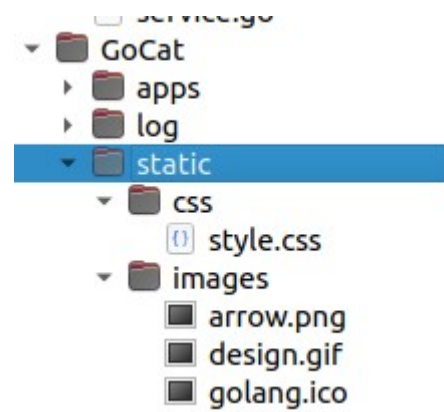 service.go
GoCat
apps
log
static
css
style.css
images
arrow.png
design.gif
golang.ico